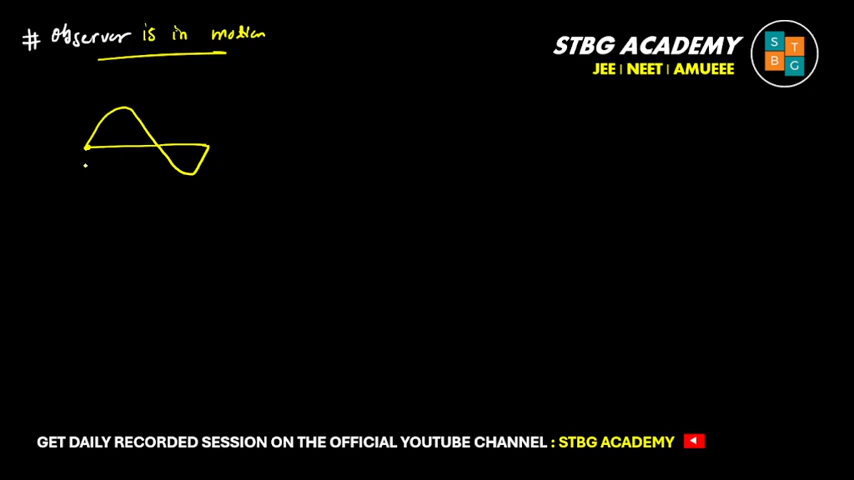 # Observer is in motion
STBG ACADEMY
JEE | NEET | AMUEEE
S T
B G
GET DAILY RECORDED SESSION ON THE OFFICIAL YOUTUBE CHANNEL : STBG ACADEMY